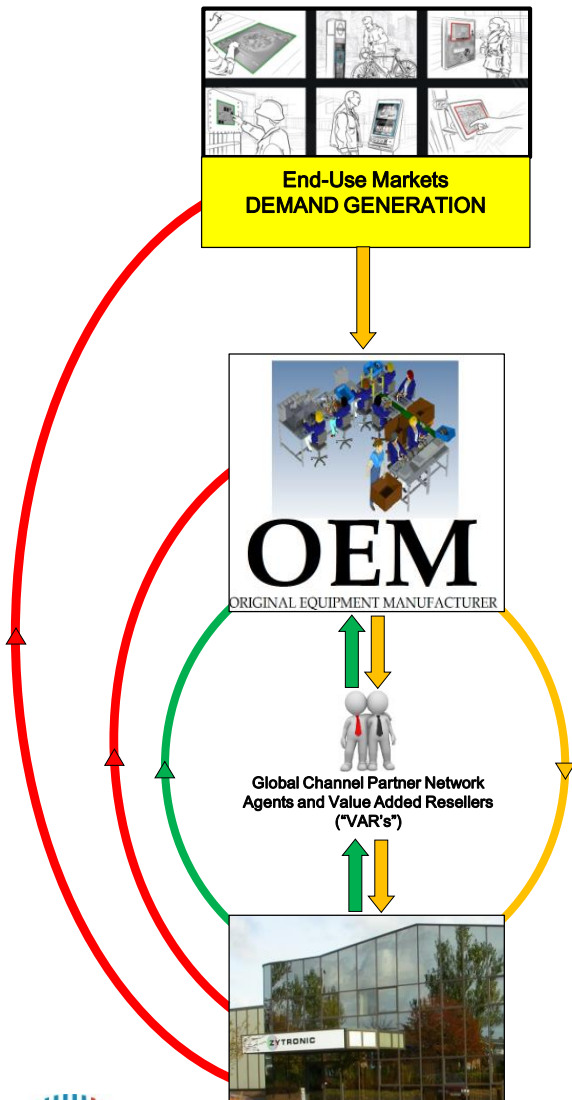 End-Use Markets
DEMAND GENERATION
OEM
ORIGINAL EQUIPMENT MANUFACTURER
Global Channel Partner Network
Agents and Value Added Resellers
("VAR's")
ZYTRONIC